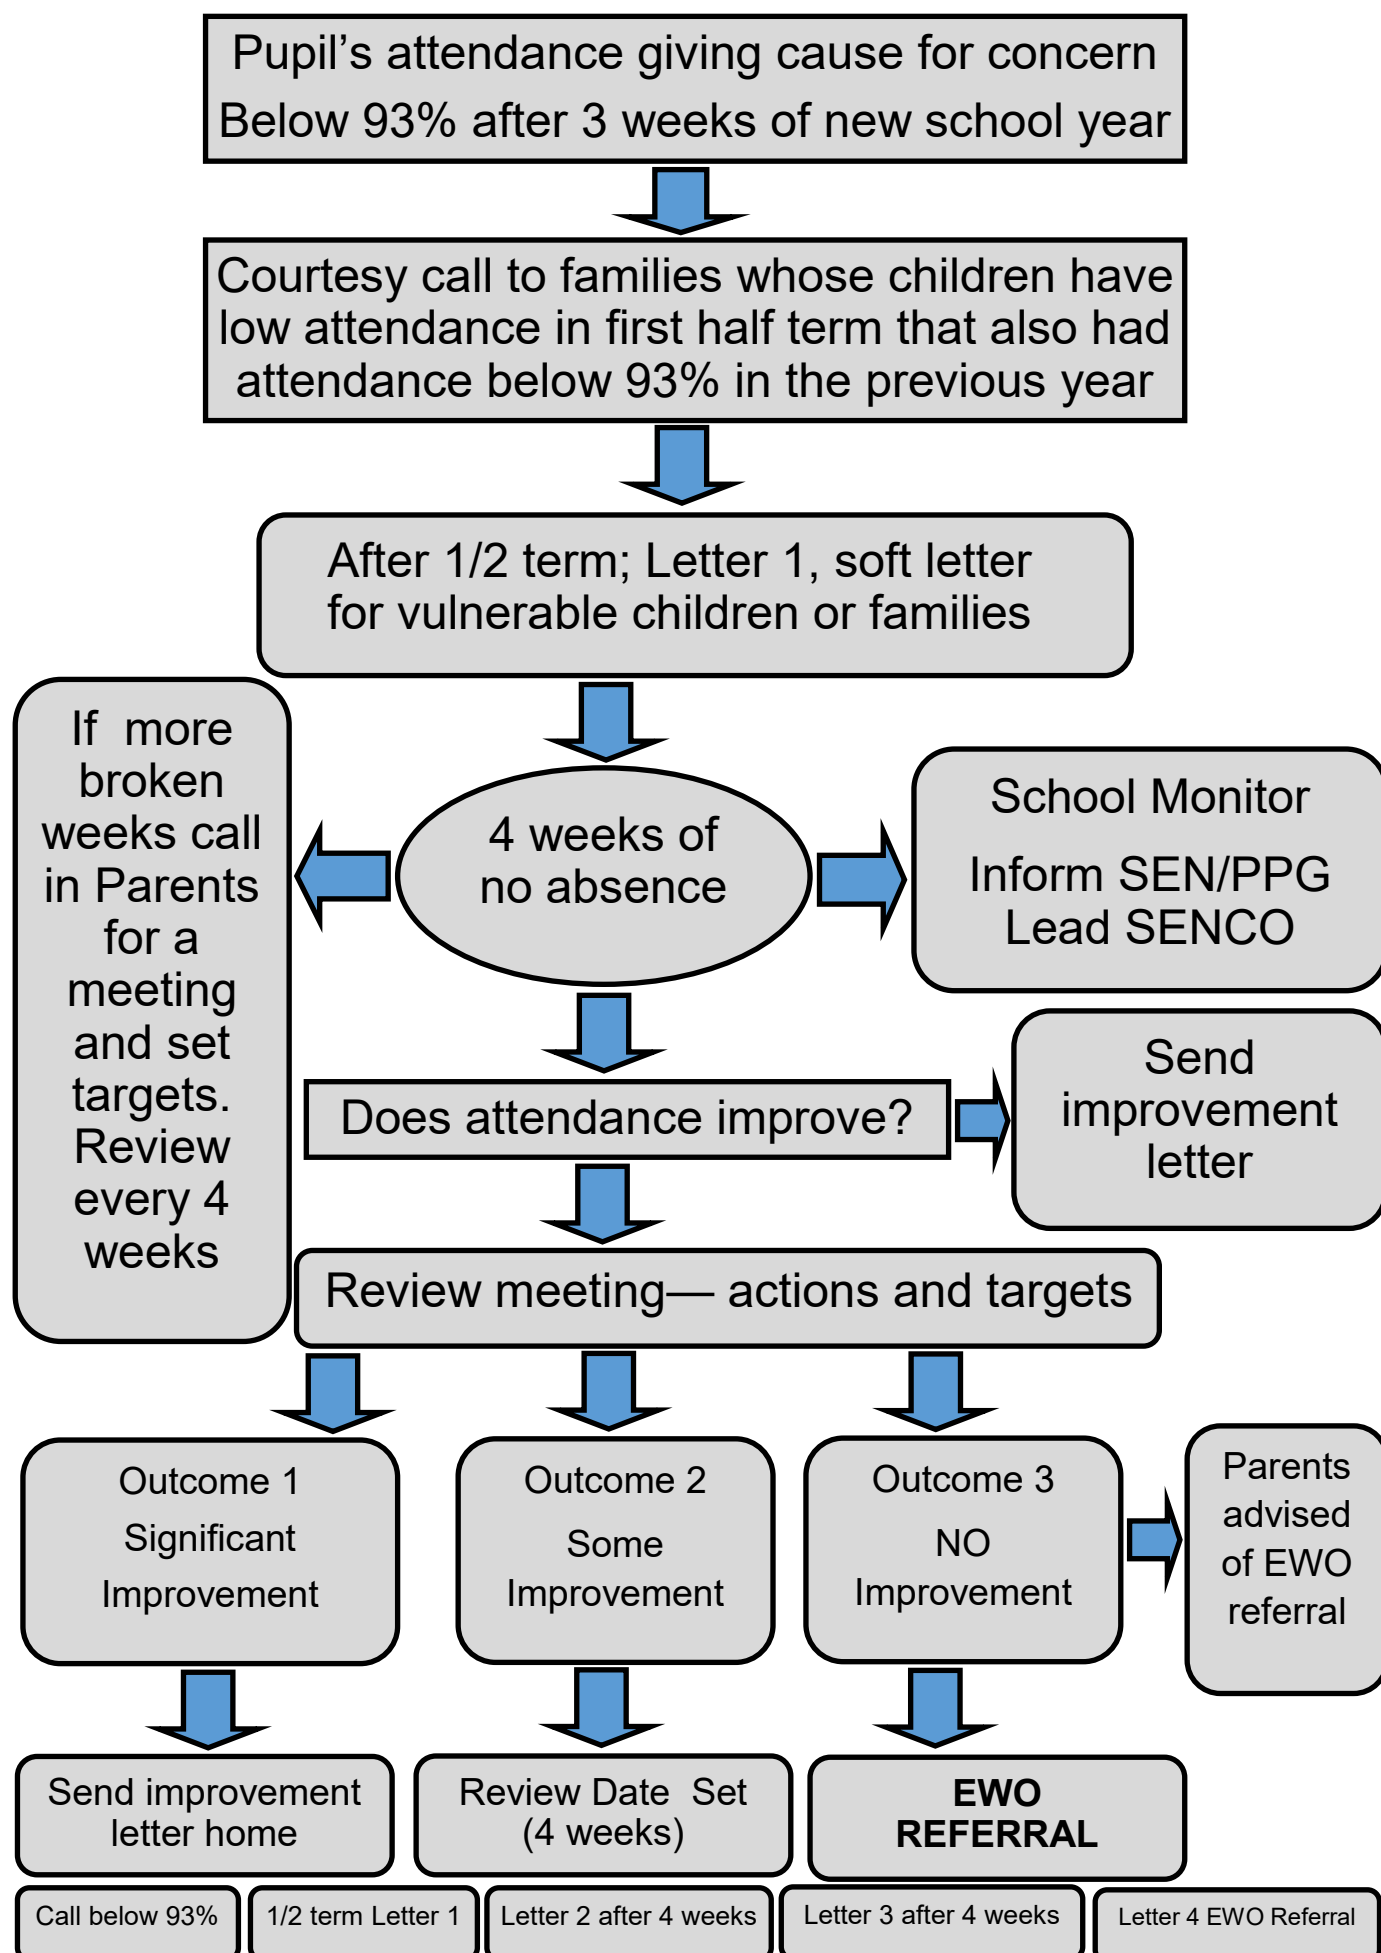 Pupil’s attendance giving cause for concern
Below 93% after 3 weeks of new school year
Courtesy call to families whose children have
low attendance in first half term that also had
attendance below 93% in the previous year
After 1/2 term; Letter 1, soft letter
for vulnerable children or families
If  more
broken
weeks call
in Parents
for a
meeting
and set
targets.
Review
every 4
weeks
4 weeks of
no absence
School Monitor
Inform SEN/PPG
Lead SENCO
Does attendance improve?
Send
improvement
letter
Review meeting— actions and targets
Outcome 1
Significant
Improvement
Outcome 2
Some
Improvement
Outcome 3
NO
Improvement
Parents
advised
of EWO
referral
Send improvement
letter home
Review Date  Set
(4 weeks)
EWO
REFERRAL
Call below 93%
1/2 term Letter 1
Letter 2 after 4 weeks
Letter 3 after 4 weeks
Letter 4 EWO Referral